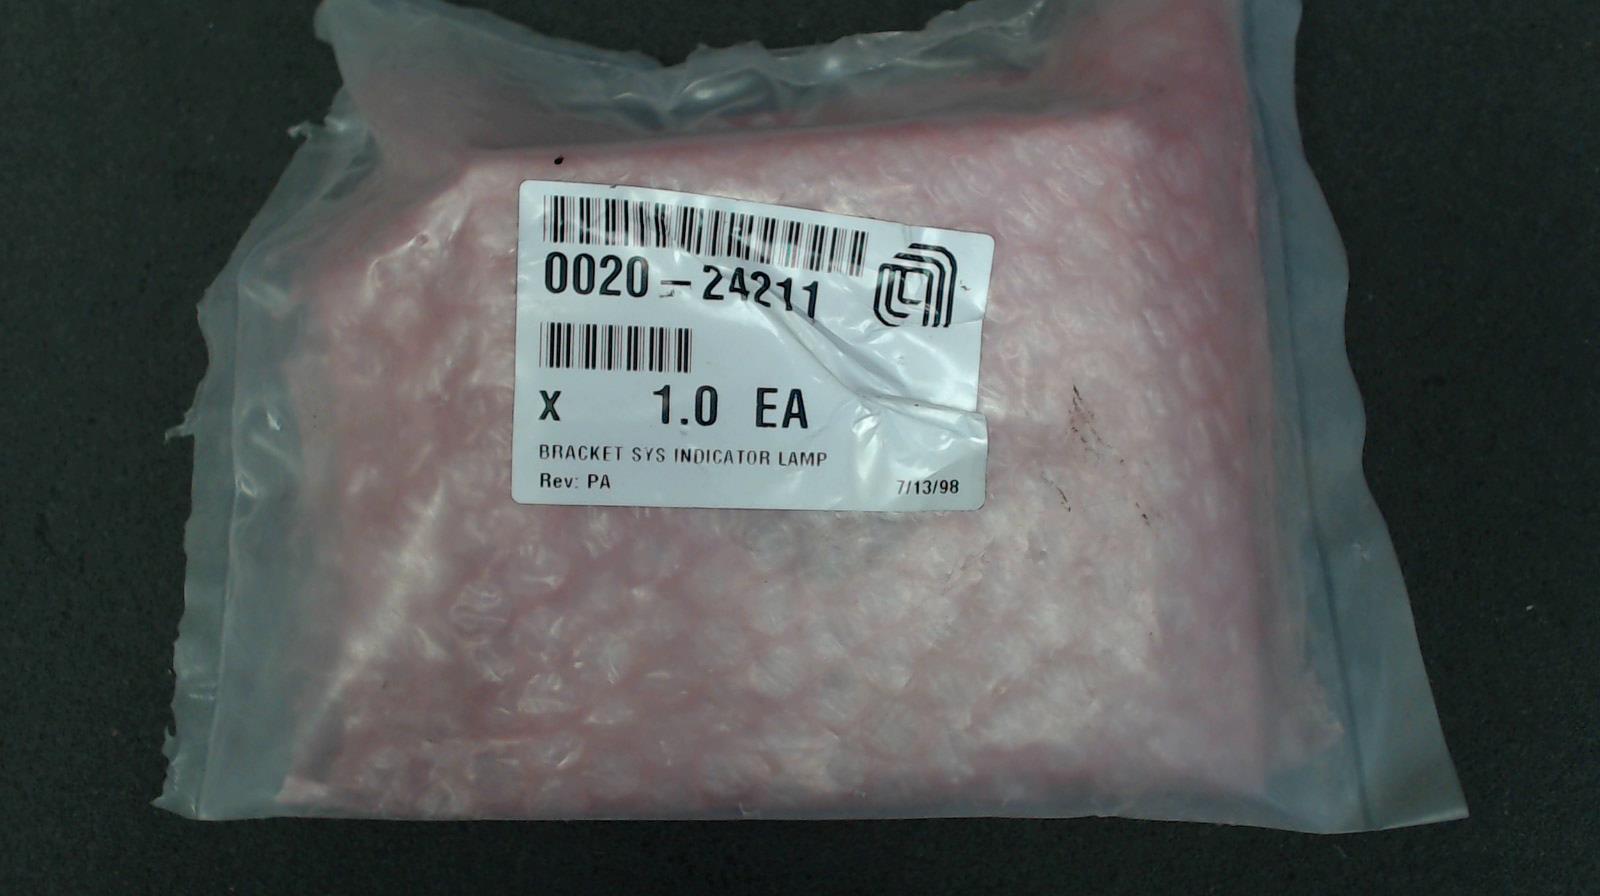 0020-24211
X 1.0 EA
BRACKET SYS INDICATOR LAMP
Rev: PA 7/13/98